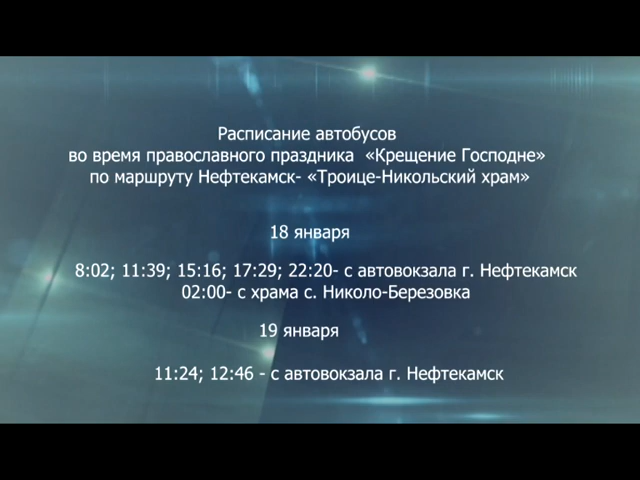 Расписание автобусов
во время православного праздника «Крещение Господне»
по маршруту Нефтекамск- «Троице-Никольский храм»
18 января
8:02; 11:39; 15:16; 17:29; 22:20- с автовокзала г. Нефтекамск
02:00- с храма с. Николо-Березовка
19 января
11:24; 12:46 - с автовокзала г. Нефтекамск